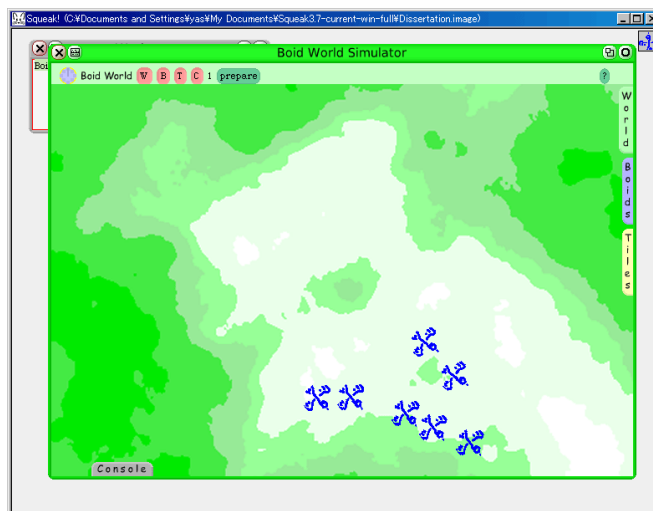 Squeak! (C:¥Documents and Settings¥yas¥My Documents¥Squeak3.7-current-win-full¥Dissertation.image)
Boid World Simulator
Boi
Boid World W B T C 1 prepare ?
World
Boids
Tiles
Console